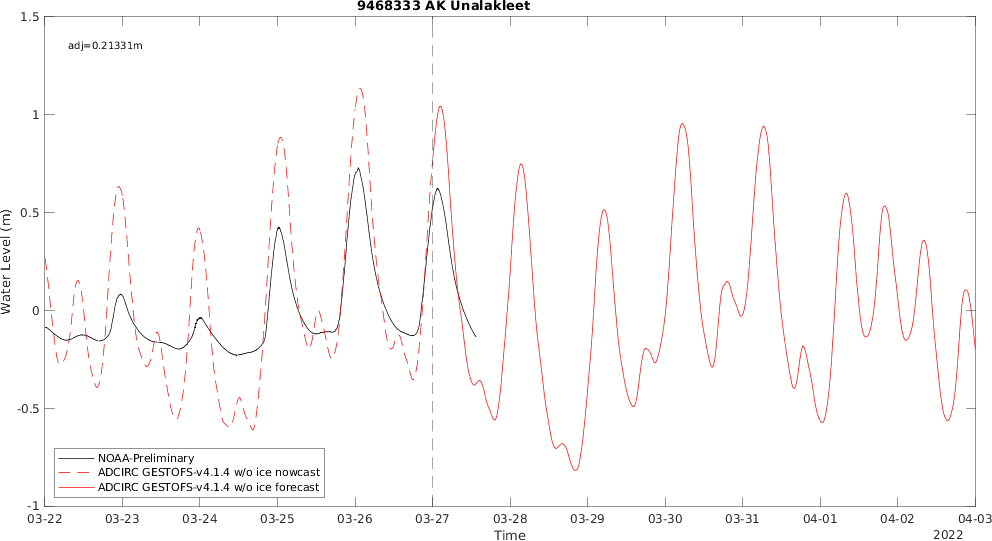 9468333 AK Unalakleet
adj=0.21331m
Water Level (m)
1.5
1
0.5
0
-0.5
-1
NOAA-Preliminary
ADCIRC GESTOFS-v4.1.4 w/o ice nowcast
ADCIRC GESTOFS-v4.1.4 w/o ice forecast
03-22 03-23 03-24 03-25 03-26 03-27 03-28 03-29 03-30 03-31 04-01 04-02 04-03
Time
2022